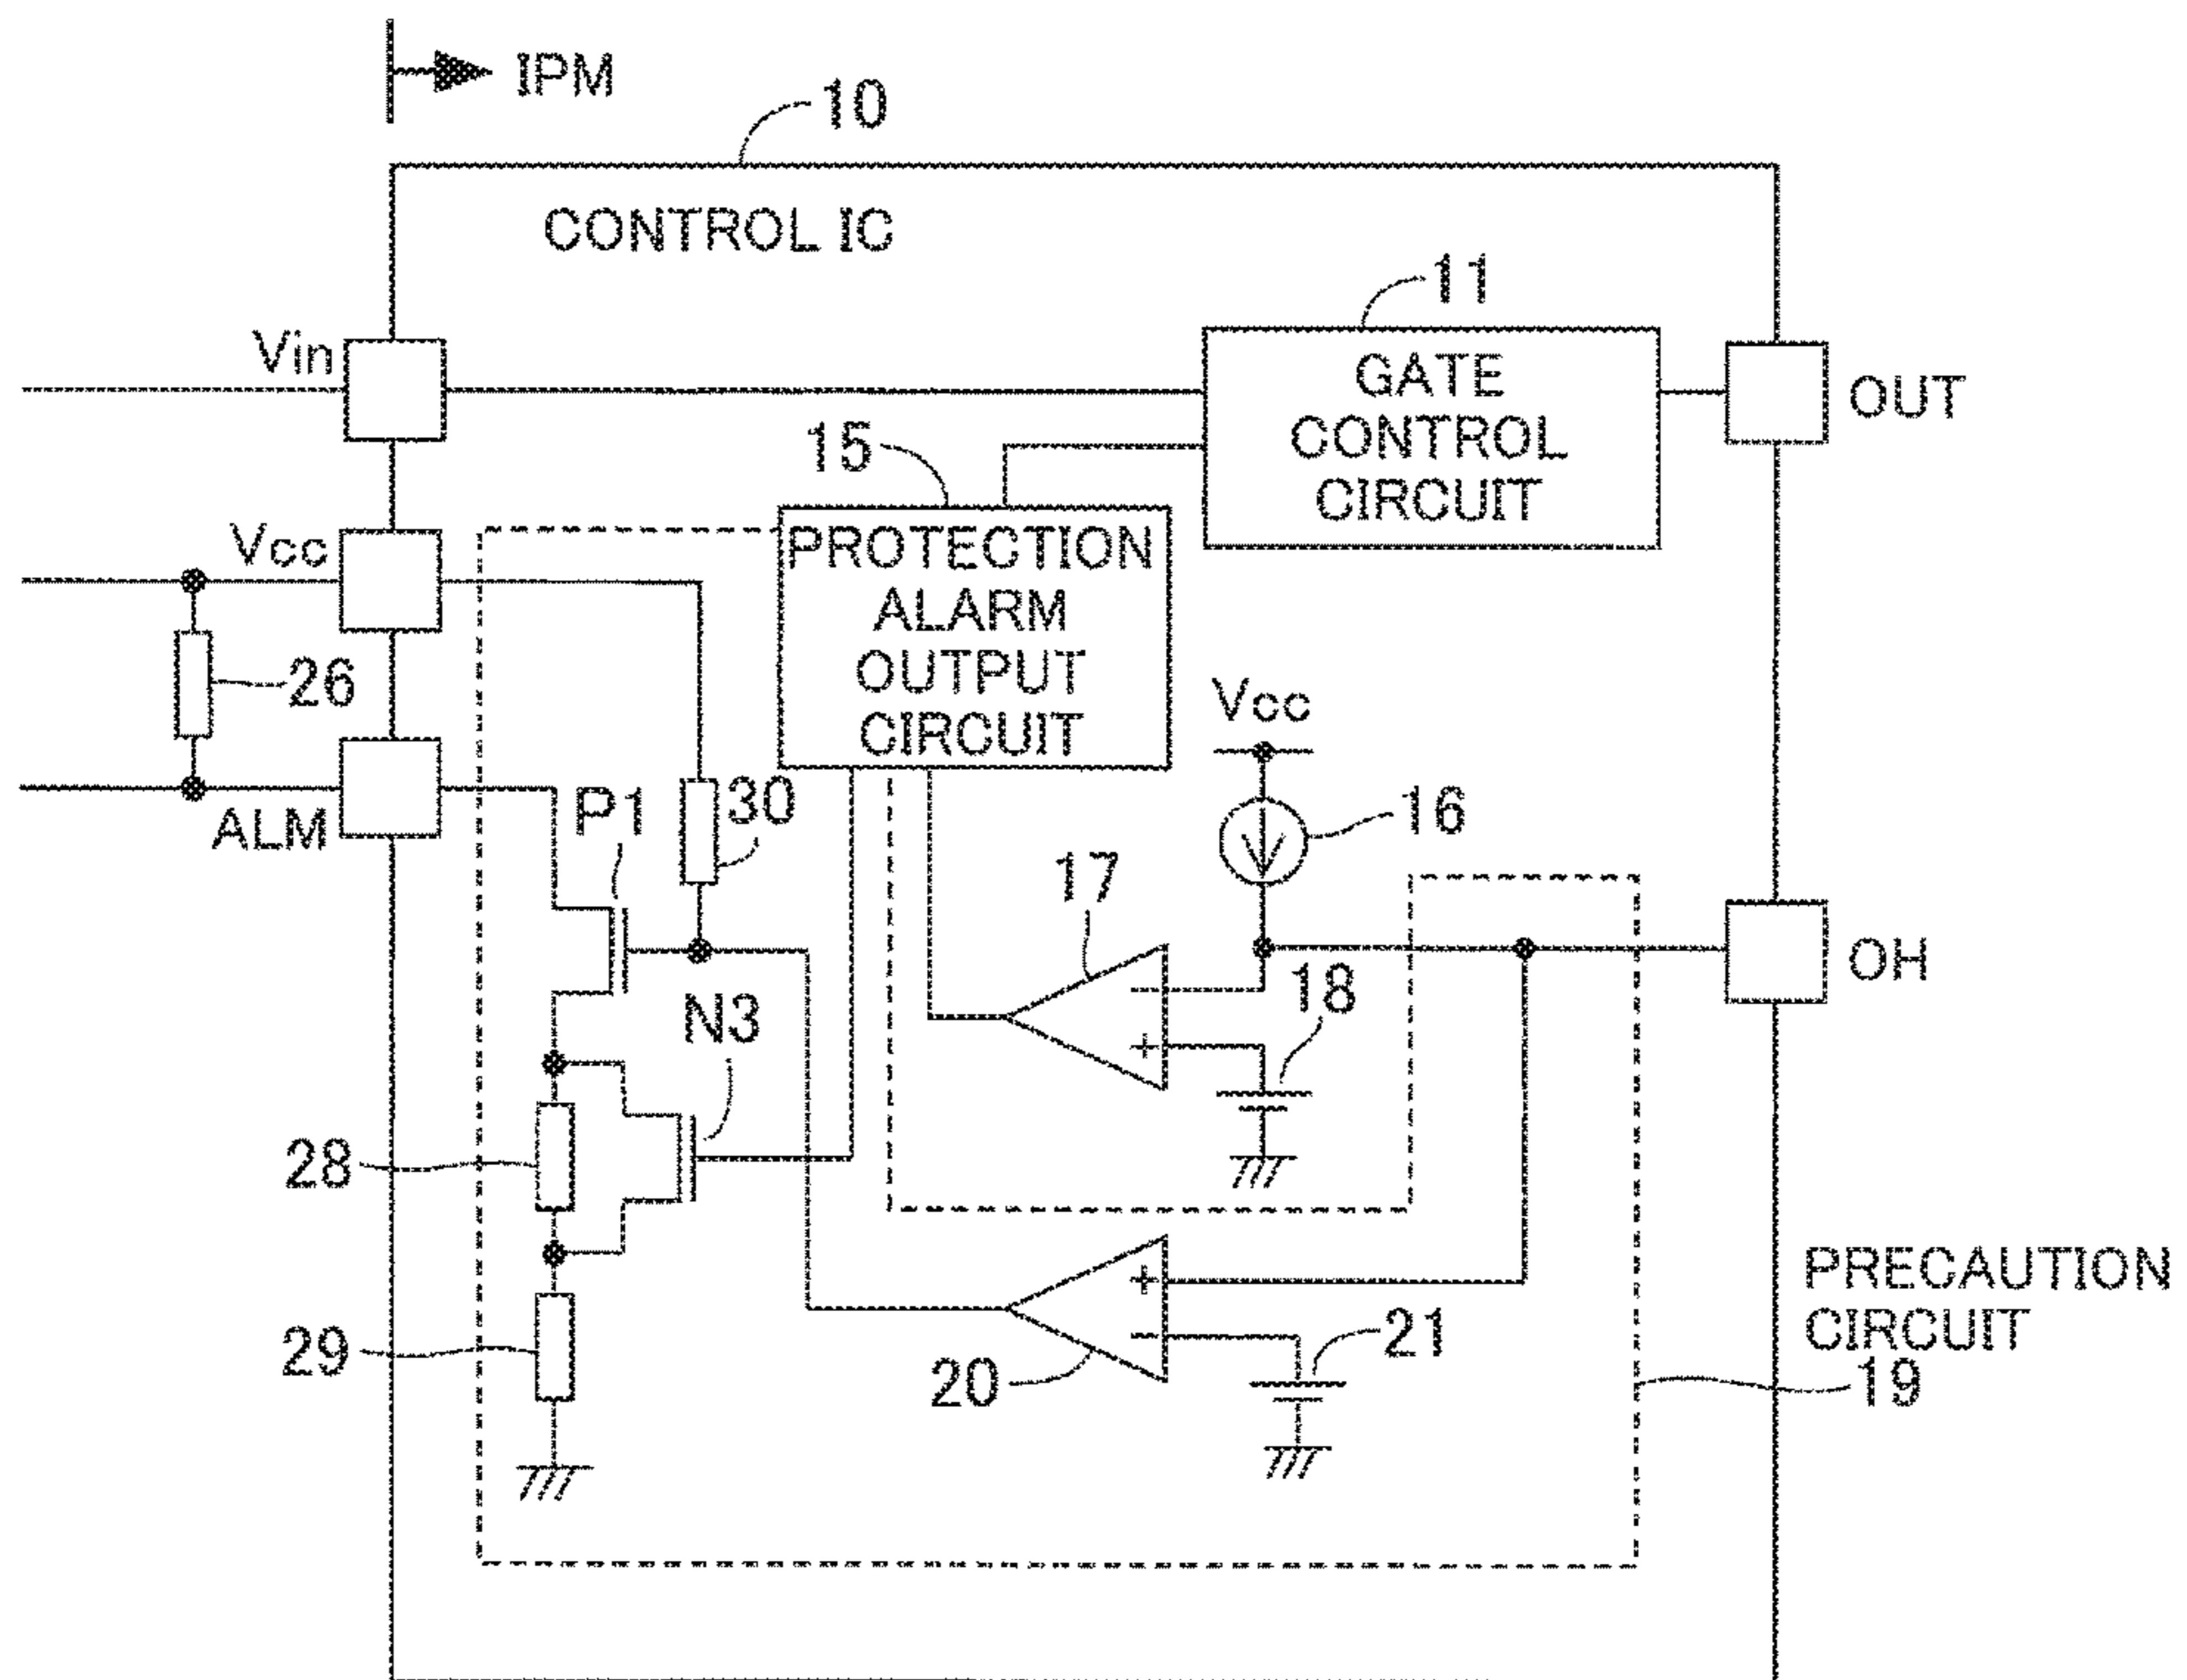 IPM
10
CONTROL IC
11
Vin
GATE
CONTROL
CIRCUIT
OUT
15
Vcc
PROTECTION
ALARM
OUTPUT
CIRCUIT
26
Vcc
ALM
P1
30
16
17
OH
18
N3
28
PRECAUTION
CIRCUIT
19
+
−
+
−
29
20
21